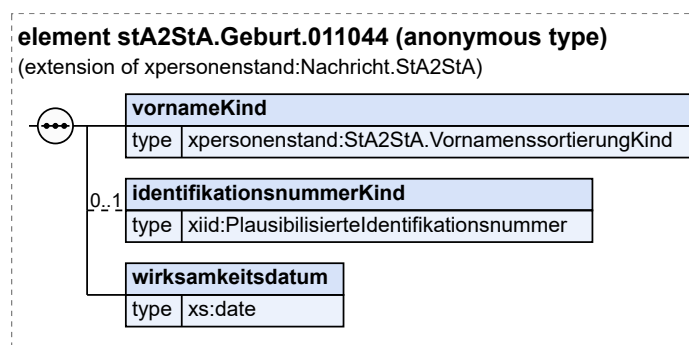 element stA2StA.Geburt.011044 (anonymous type)
(extension of xpersonenstand:Nachricht.StA2StA)
vornameKind
type xpersonenstand:StA2StA.VornamenssortierungKind
0..1
identifikationsnummerKind
type xiid:PlausibilisierteIdentifikationsnummer
wirksamkeitsdatum
type xs:date